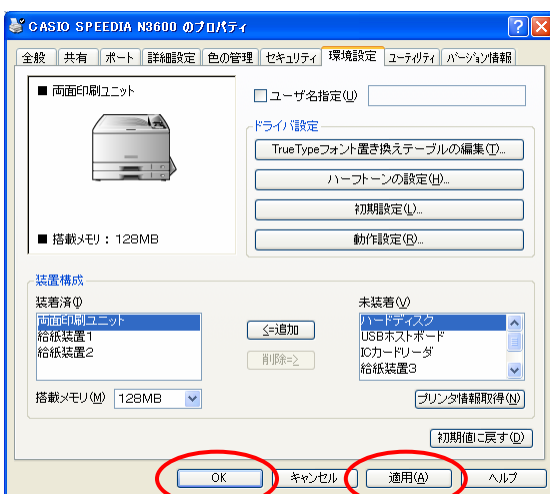 CASIO SPEEDIA N3600 のプロパティ
全般 共有 ポート 詳細設定 色の管理 セキュリティ 環境設定 ユーティリティ バージョン情報
■ 両面印刷ユニット
■ 搭載メモリ : 128MB
ユーザ名指定(U)
ドライバ設定
TrueTypeフォント置き換えテーブルの編集(T)...
ハーフトーンの設定(H)...
初期設定(L)...
動作設定(R)...
装置構成
装着済(I)
両面印刷ユニット
給紙装置1
給紙装置2
<=追加
削除=>
未装着(V)
ハードディスク
USBホストボード
ICカードリーダ
給紙装置3
搭載メモリ(M) 128MB
プリンタ情報取得(N)
初期値に戻す(D)
OK キャンセル 適用(A) ヘルプ